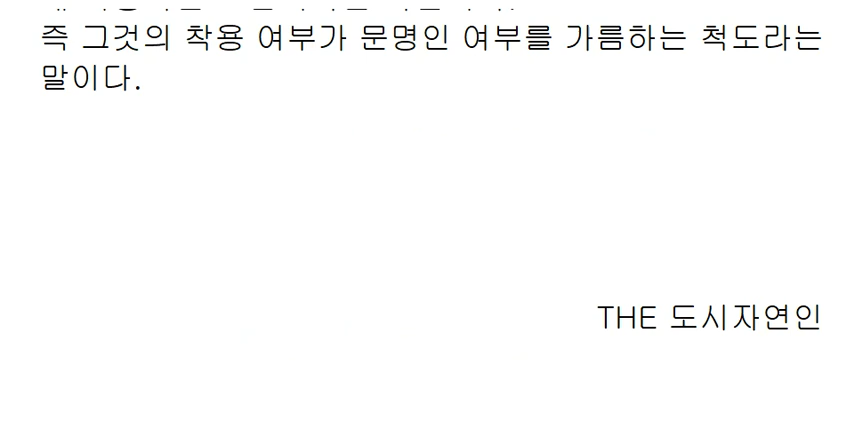 즉 그것의 착용 여부가 문명인 여부를 가름하는 척도라는
말이다.
THE 도시자연인